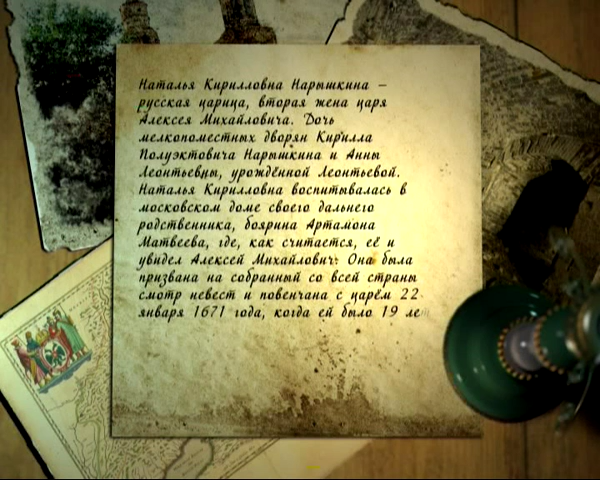 Наталья Кирилловна Нарышкина –
русская царица, вторая жена царя
Алексея Михайловича. Дочь
мелкопоместных дворян Кирилла
Полуэктовича Нарышкина и Анны
Леонтьевны, урождённой Леонтьевой.
Наталья Кирилловна воспитывалась в
московском доме своего дальнего
родственника, боярина Артамона
Матвеева, где, как считается, её и
увидел Алексей Михайлович. Она была
призвана на собранный со всей страны
смотр невест и повенчана с царём 22
января 1671 года, когда ей было 19 лет